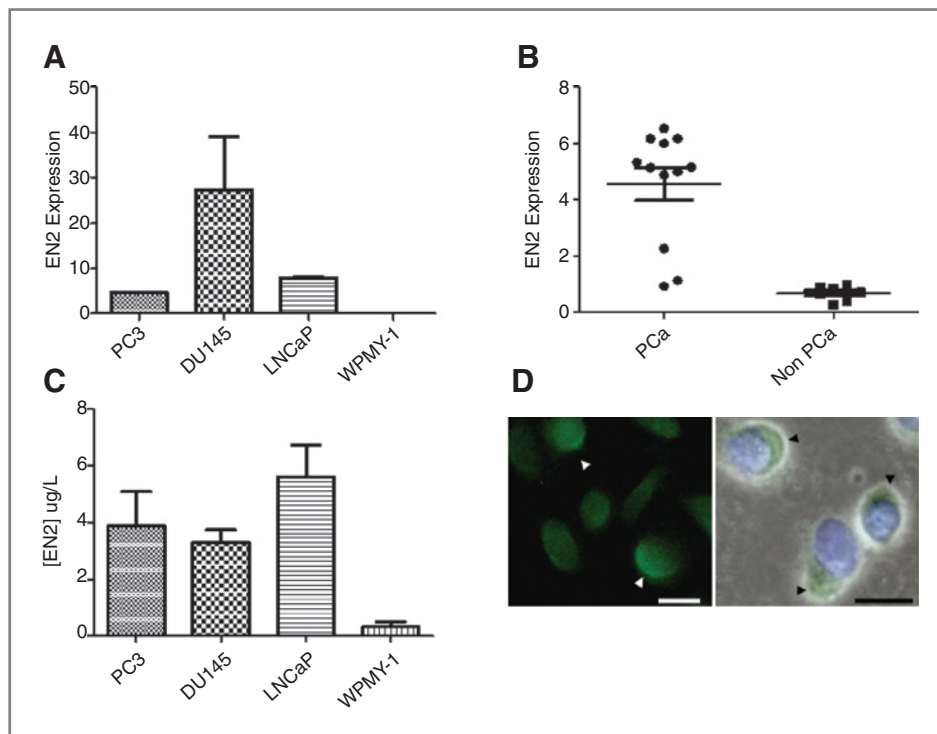 A
EN2 Expression
50
40
30
20
10
0
PC3
DU145
LNCaP
WPMY-1
B
EN2 Expression
8
6
4
2
0
PCa
Non PCa
C
[EN2] ug/L
8
6
4
2
0
PC3
DU145
LNCaP
WPMY-1
D